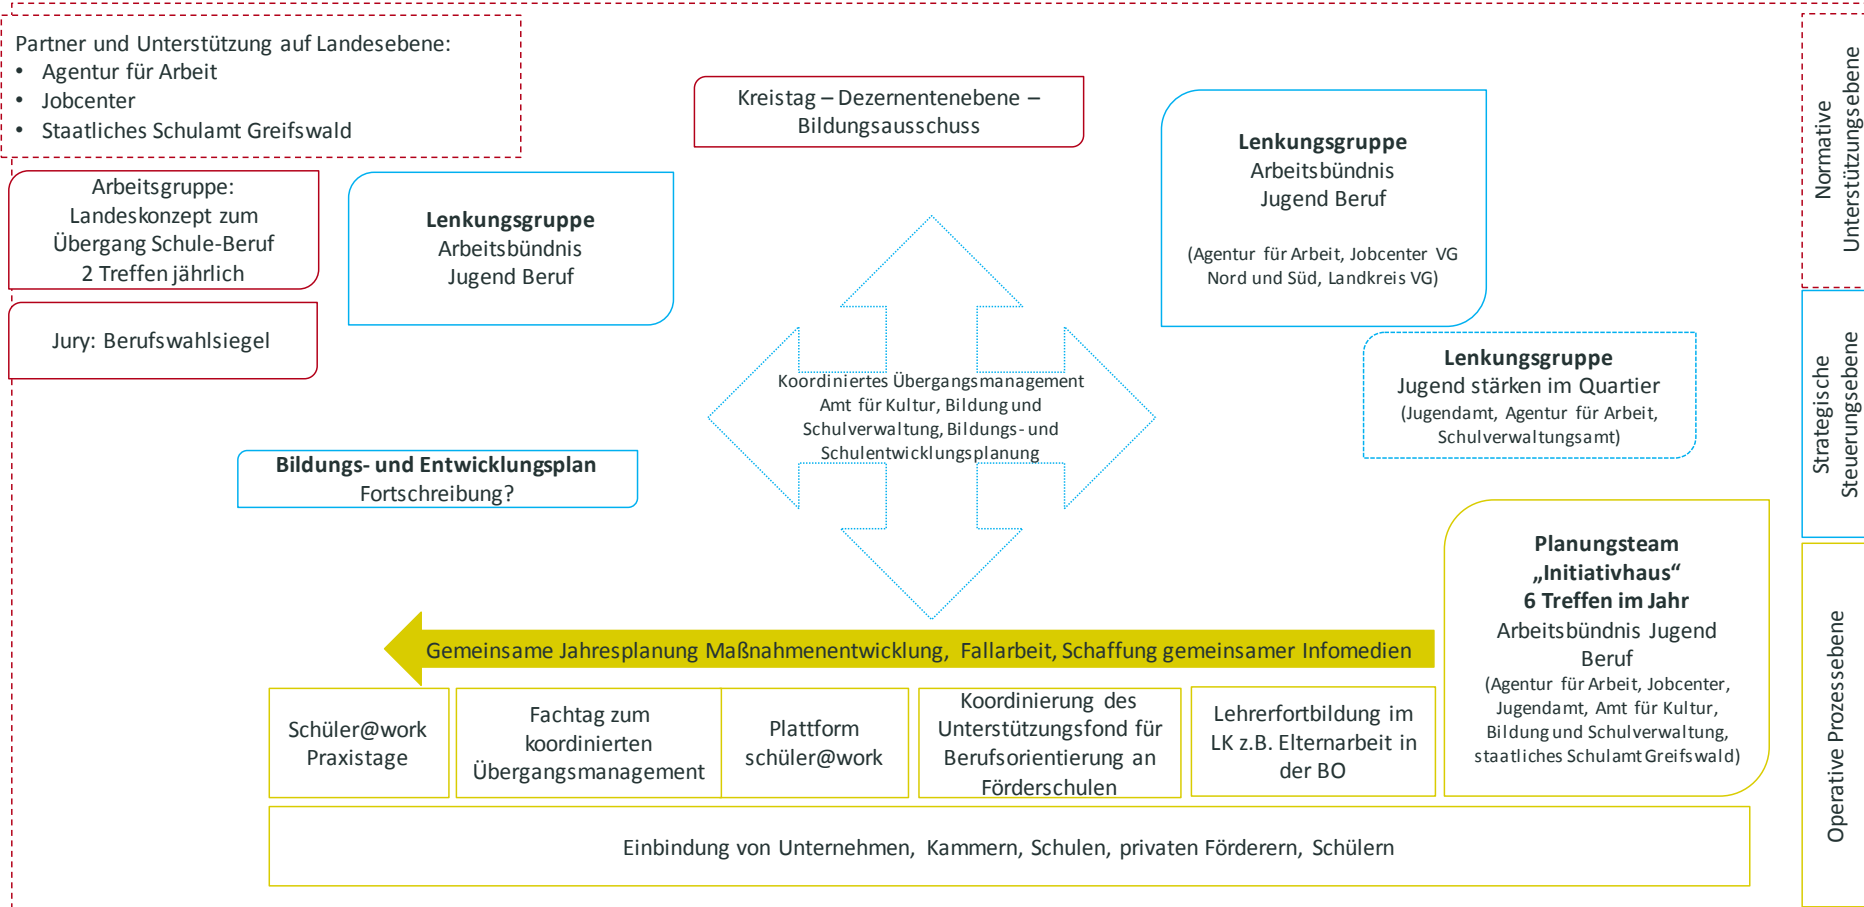 Partner und Unterstützung auf Landesebene:
• Agentur für Arbeit
• Jobcenter
• Staatliches Schulamt Greifswald
Kreistag – Dezernentenebene –
Bildungsausschuss
Lenkungsgruppe
Arbeitsbündnis
Jugend Beruf
(Agentur für Arbeit, Jobcenter VG
Nord und Süd, Landkreis VG)
Normative
Unterstützungsebene
Arbeitsgruppe:
Landeskonzept zum
Übergang Schule-Beruf
2 Treffen jährlich
Lenkungsgruppe
Arbeitsbündnis
Jugend Beruf
Jury: Berufswahlsiegel
Lenkungsgruppe
Jugend stärken im Quartier
(Jugendamt, Agentur für Arbeit,
Schulverwaltungsamt)
Strategische
Steuerungsebene
Koordiniertes Übergangsmanagement
Amt für Kultur, Bildung und
Schulverwaltung, Bildungs- und
Schulentwicklungsplanung
Bildungs- und Entwicklungsplan
Fortschreibung?
Planungsteam
„Initiativhaus“
6 Treffen im Jahr
Arbeitsbündnis Jugend
Beruf
(Agentur für Arbeit, Jobcenter,
Jugendamt, Amt für Kultur,
Bildung und Schulverwaltung,
staatliches Schulamt Greifswald)
Operative Prozessebene
Gemeinsame Jahresplanung Maßnahmenentwicklung, Fallarbeit, Schaffung gemeinsamer Infomedien
Schüler@work
Praxistage
Fachtag zum
koordinierten
Übergangsmanagement
Plattform
schüler@work
Koordinierung des
Unterstützungsfond für
Berufsorientierung an
Förderschulen
Lehrerfortbildung im
LK z.B. Elternarbeit in
der BO
Einbindung von Unternehmen, Kammern, Schulen, privaten Förderern, Schülern